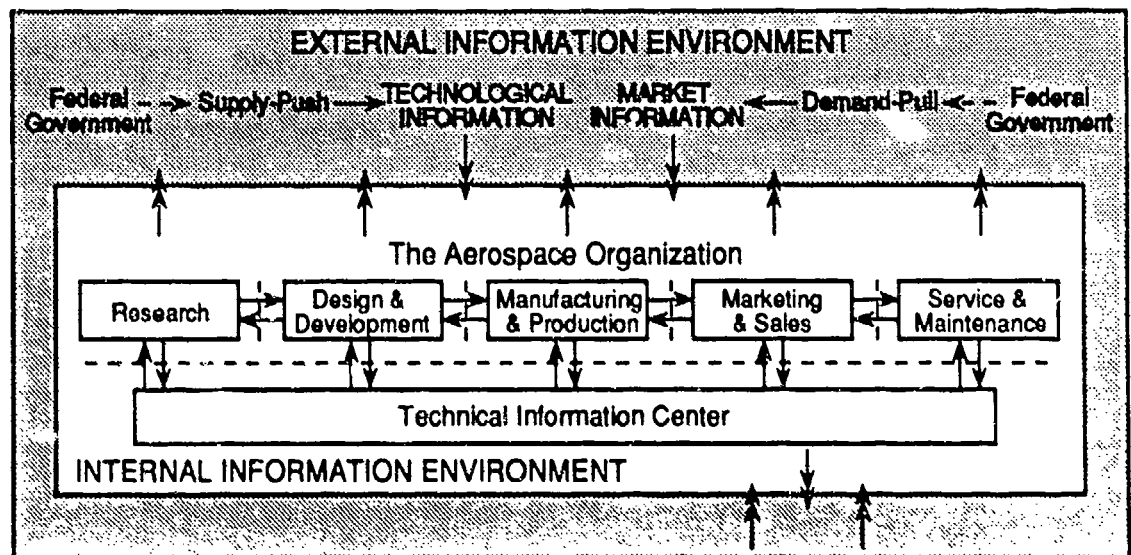 EXTERNAL INFORMATION ENVIRONMENT
Federal Government
Supply-Push
TECHNOLOGICAL INFORMATION
MARKET INFORMATION
Demand-Pull
Federal Government
The Aerospace Organization
Research
Design & Development
Manufacturing & Production
Marketing & Sales
Service & Maintenance
Technical Information Center
INTERNAL INFORMATION ENVIRONMENT